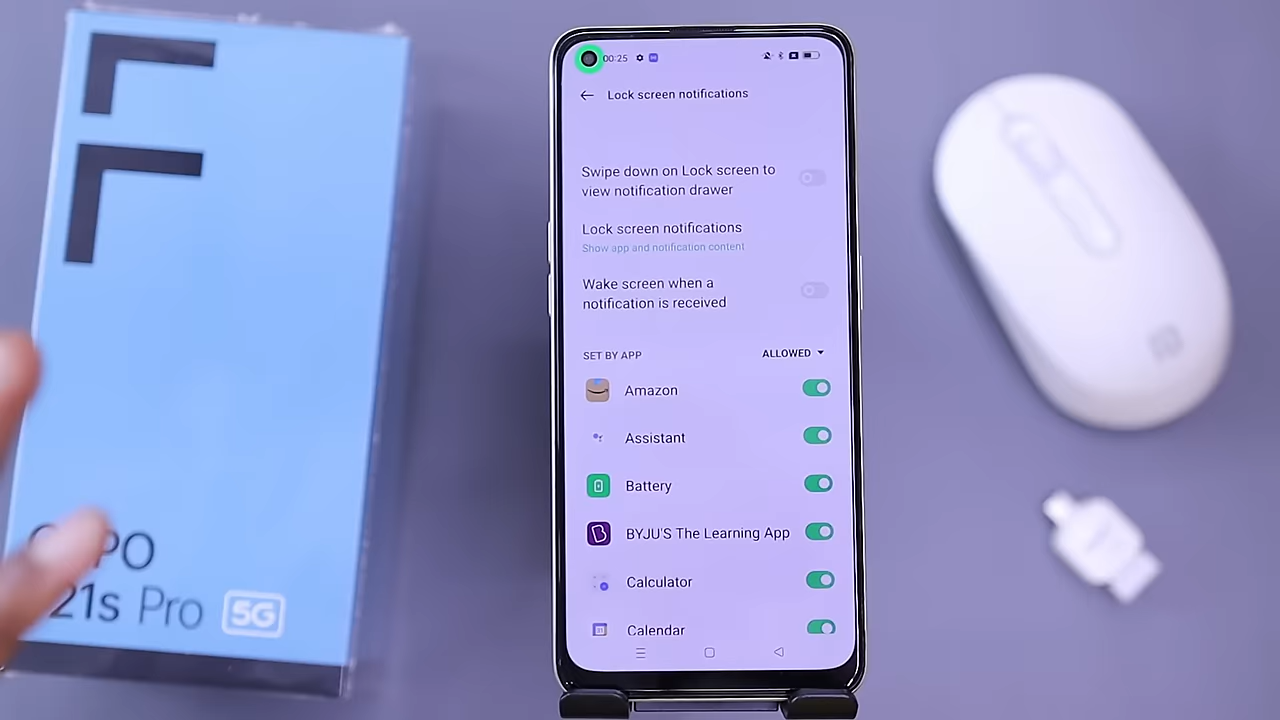 21s Pro 5G
00:25
Lock screen notifications
Swipe down on Lock screen to
view notification drawer
Lock screen notifications
Show app and notification content
Wake screen when a
notification is received
SET BY APP
ALLOWED
Amazon
Assistant
Battery
BYJU'S The Learning App
Calculator
Calendar